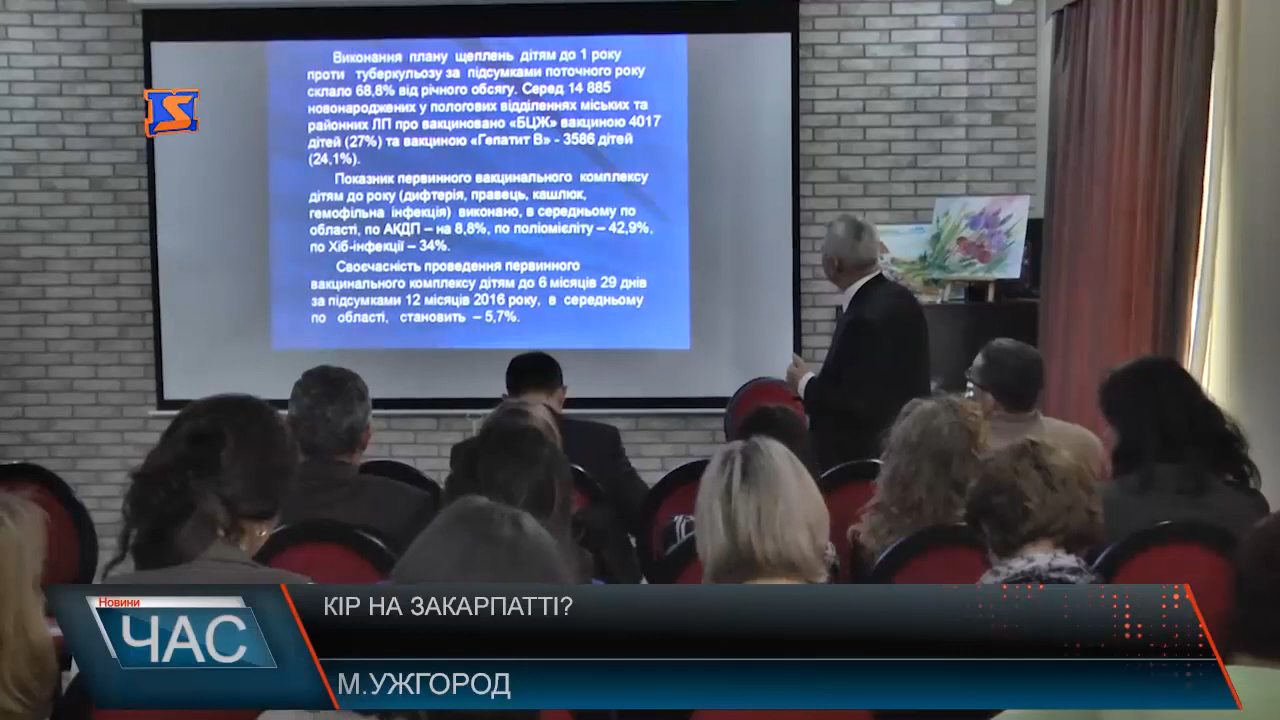 Виконання плану щеплень дітям до 1 року
проти туберкульозу за підсумками поточного року
склало 68,8% від річного обсягу. Серед 14 885
новонароджених у пологових відділеннях міських та
районних ЛП про вакциновано «БЦЖ» вакциною 4017
дітей (27%) та вакциною «Гепатит В» - 3586 дітей
(24,1%).
Показник первинного вакцинального комплексу
дітям до року (дифтерія, правець, кашлюк,
гемофільна інфекція) виконано, в середньому по
області, по АКДП – на 8,8%, по поліомієліту – 42,9%,
по Хіб-інфекції – 34%.
Своєчасність проведення первинного
вакцинального комплексу дітям до 6 місяців 29 днів
за підсумками 12 місяців 2016 року, в середньому
по області, становить – 5,7%.
Новини
ЧАС
КІР НА ЗАКАРПАТТІ?
М.УЖГОРОД